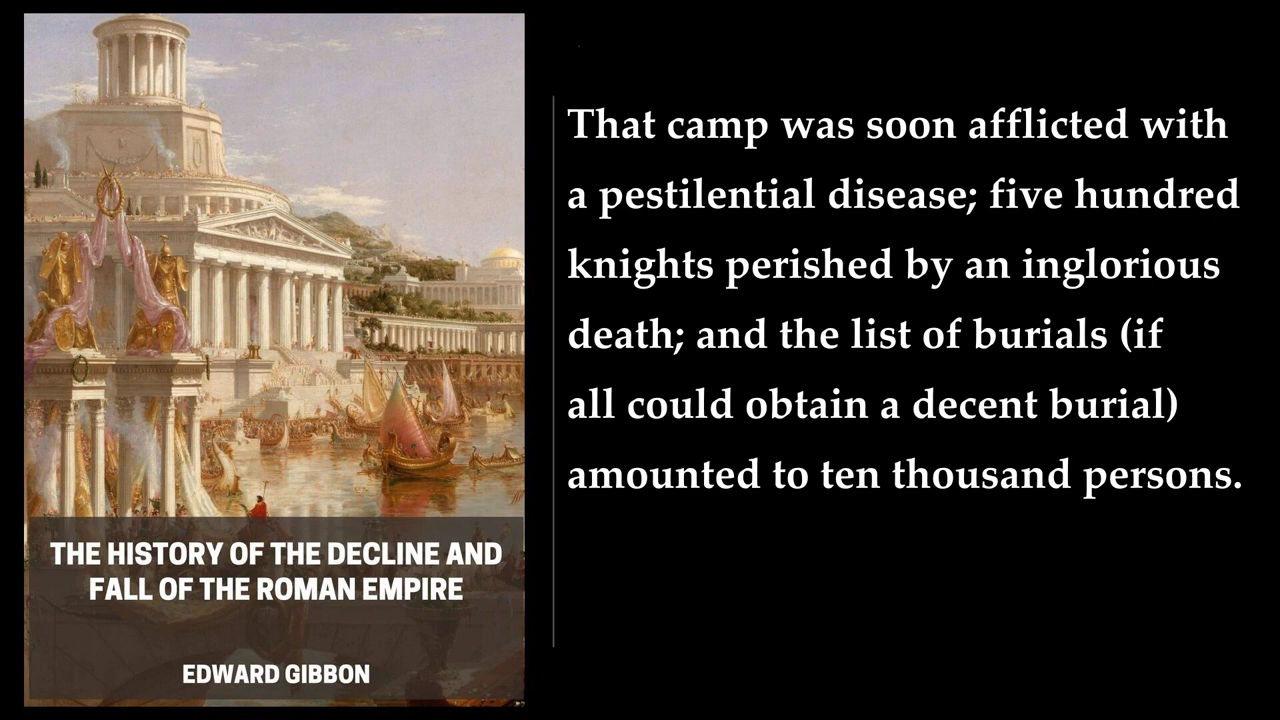 THE HISTORY OF THE DECLINE AND
FALL OF THE ROMAN EMPIRE
EDWARD GIBBON
That camp was soon afflicted with
a pestilential disease; five hundred
knights perished by an inglorious
death; and the list of burials (if
all could obtain a decent burial)
amounted to ten thousand persons.